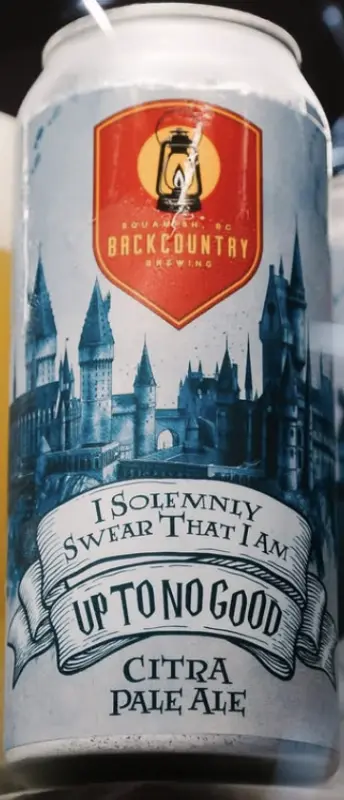 SQUAMISH, BC
BACKCOUNTRY
BREWING
I SOLEMNLY
SWEAR THAT I AM
UP TO NO GOOD
CITRA
PALE ALE